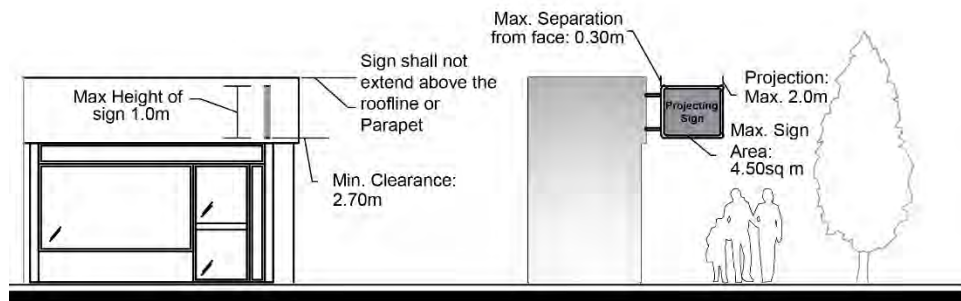 Max Height of
sign 1.0m
Sign shall not
extend above the
roofline or
Parapet
Min. Clearance:
2.70m
Max. Separation
from face: 0.30m
Projecting
Sign
Projection:
Max. 2.0m
Max. Sign
Area:
4.50sq m